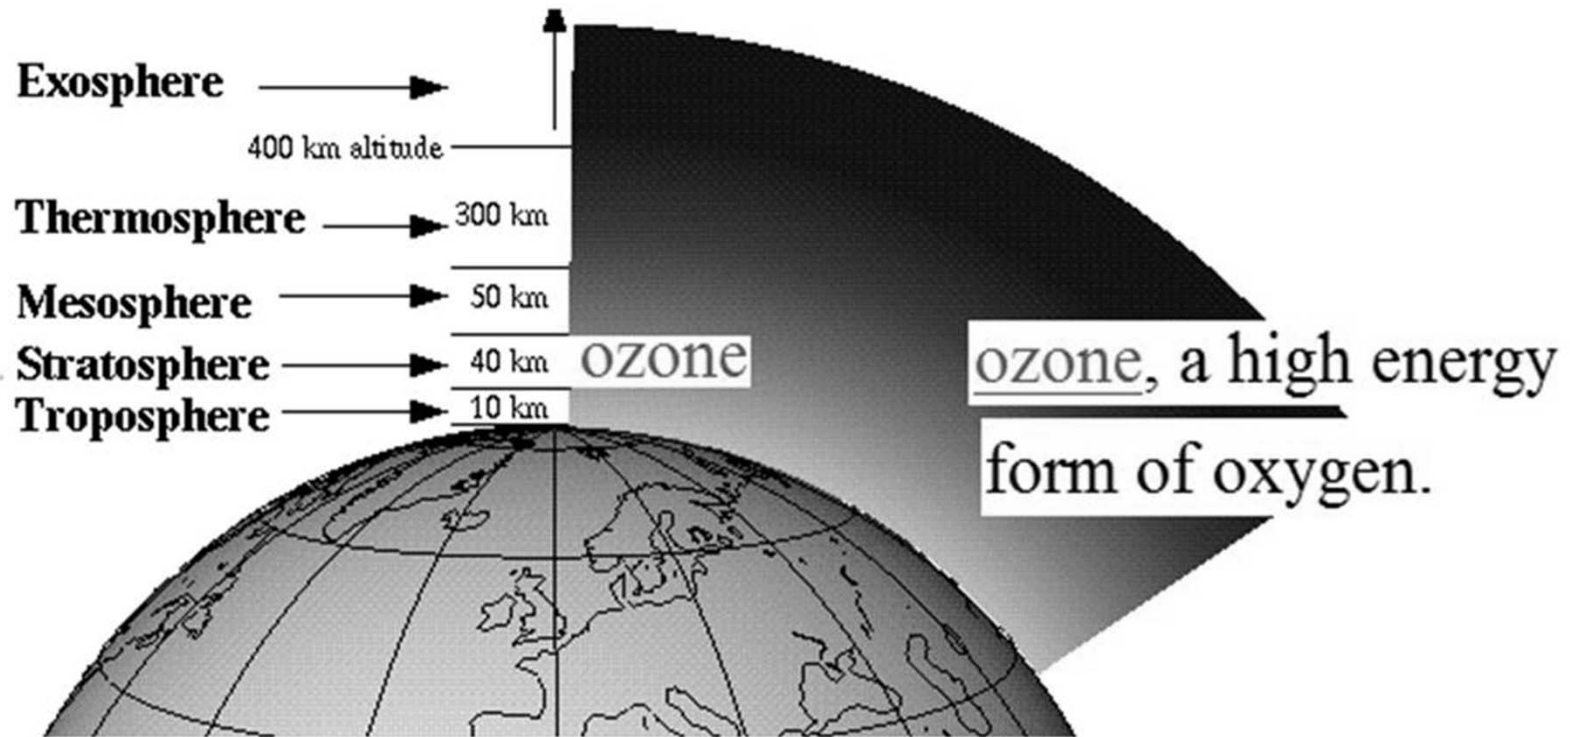 Exosphere
400 km altitude
Thermosphere 300 km
Mesosphere 50 km
Stratosphere 40 km ozone
Troposphere 10 km
ozone, a high energy
form of oxygen.